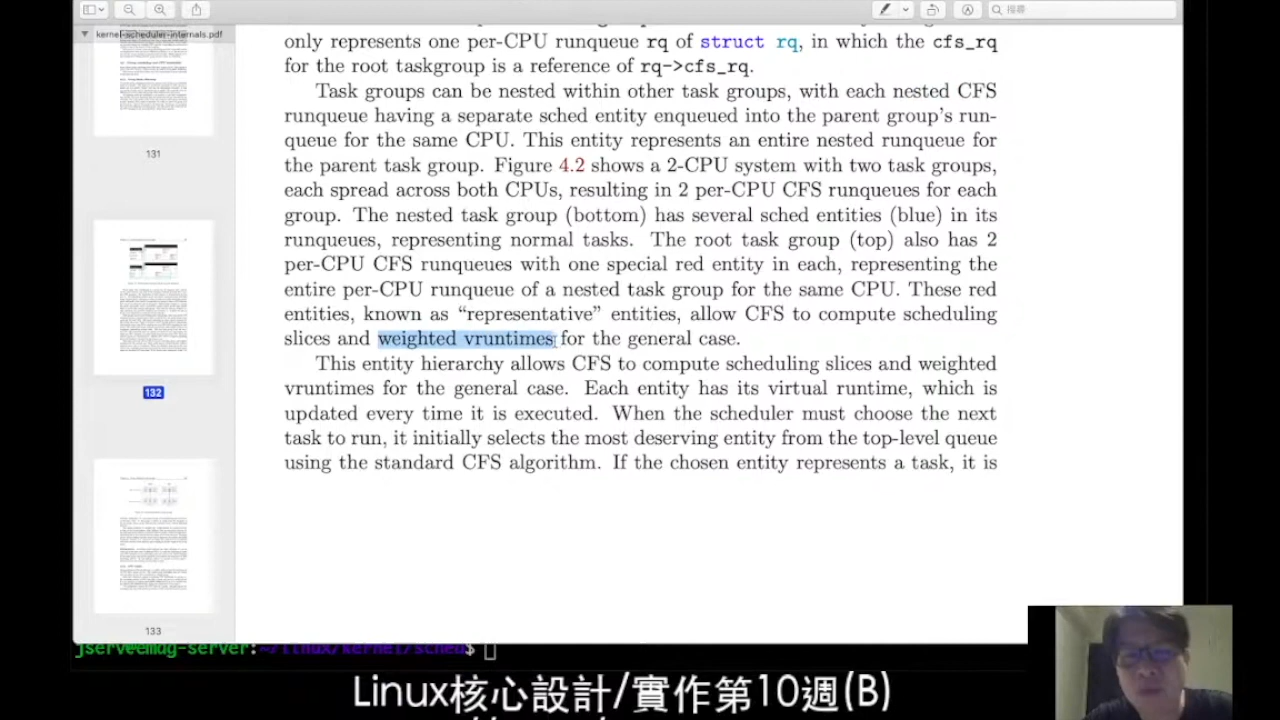 搜尋
kernel-scheduler-internals.pdf
only represents the per-CPU
rq of struct rq, in which the cfs_rq
for the root taskgroup is a reference of rq->cfs_rq.
Task groups can be nested within other task groups, with each nested CFS
runqueue having a separate sched entity enqueued into the parent group's run-
queue for the same CPU. This entity represents an entire nested runqueue for
the parent task group. Figure 4.2 shows a 2-CPU system with two task groups,
each spread across both CPUs, resulting in 2 per-CPU CFS runqueues for each
group. The nested task group (bottom) has several sched entities (blue) in its
runqueues, representing normal tasks. The root task group (top) also has 2
per-CPU CFS runqueues with one special red entity in each, representing the
entire per-CPU runqueue of a nested task group for the same CPU. These red
entities, known as “representative” entities, allow CFS to compute scheduling
slices and weighted vruntimes for the general case.
This entity hierarchy allows CFS to compute scheduling slices and weighted
vruntimes for the general case. Each entity has its virtual runtime, which is
updated every time it is executed. When the scheduler must choose the next
task to run, it initially selects the most deserving entity from the top-level queue
using the standard CFS algorithm. If the chosen entity represents a task, it is
131
132
133
jserv@emag-server:~/linux/kernel/sched$
Linux核心設計/實作第10週(B)